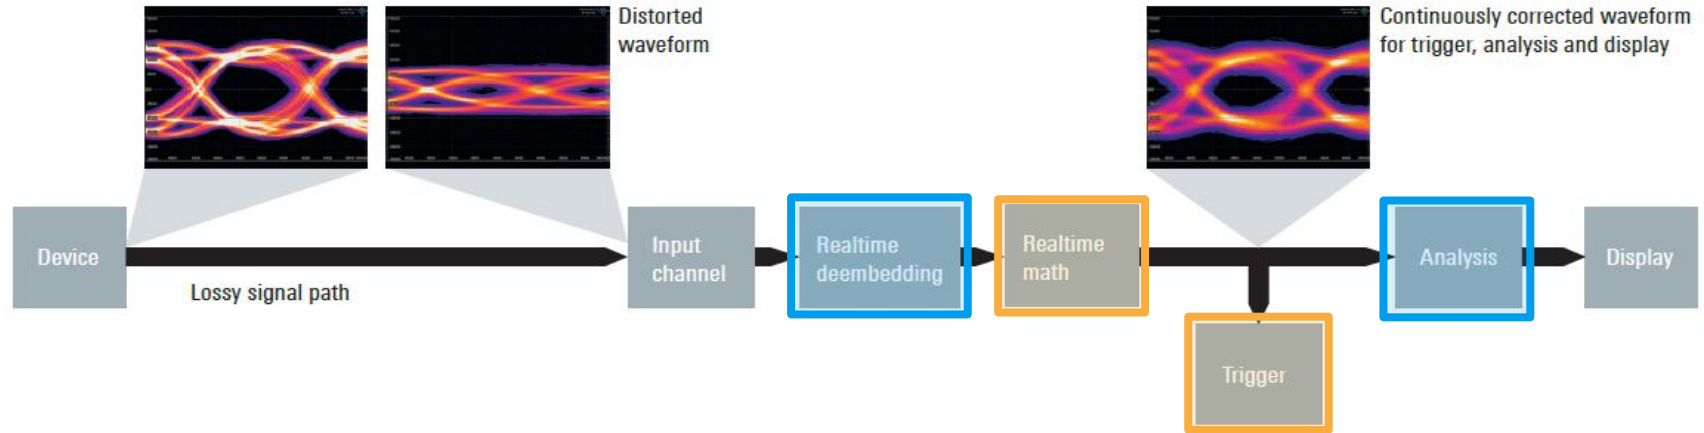 Distorted
waveform
Continuously corrected waveform
for trigger, analysis and display
Device
Lossy signal path
Input
channel
Realtime
deembedding
Realtime
math
Analysis
Display
Trigger